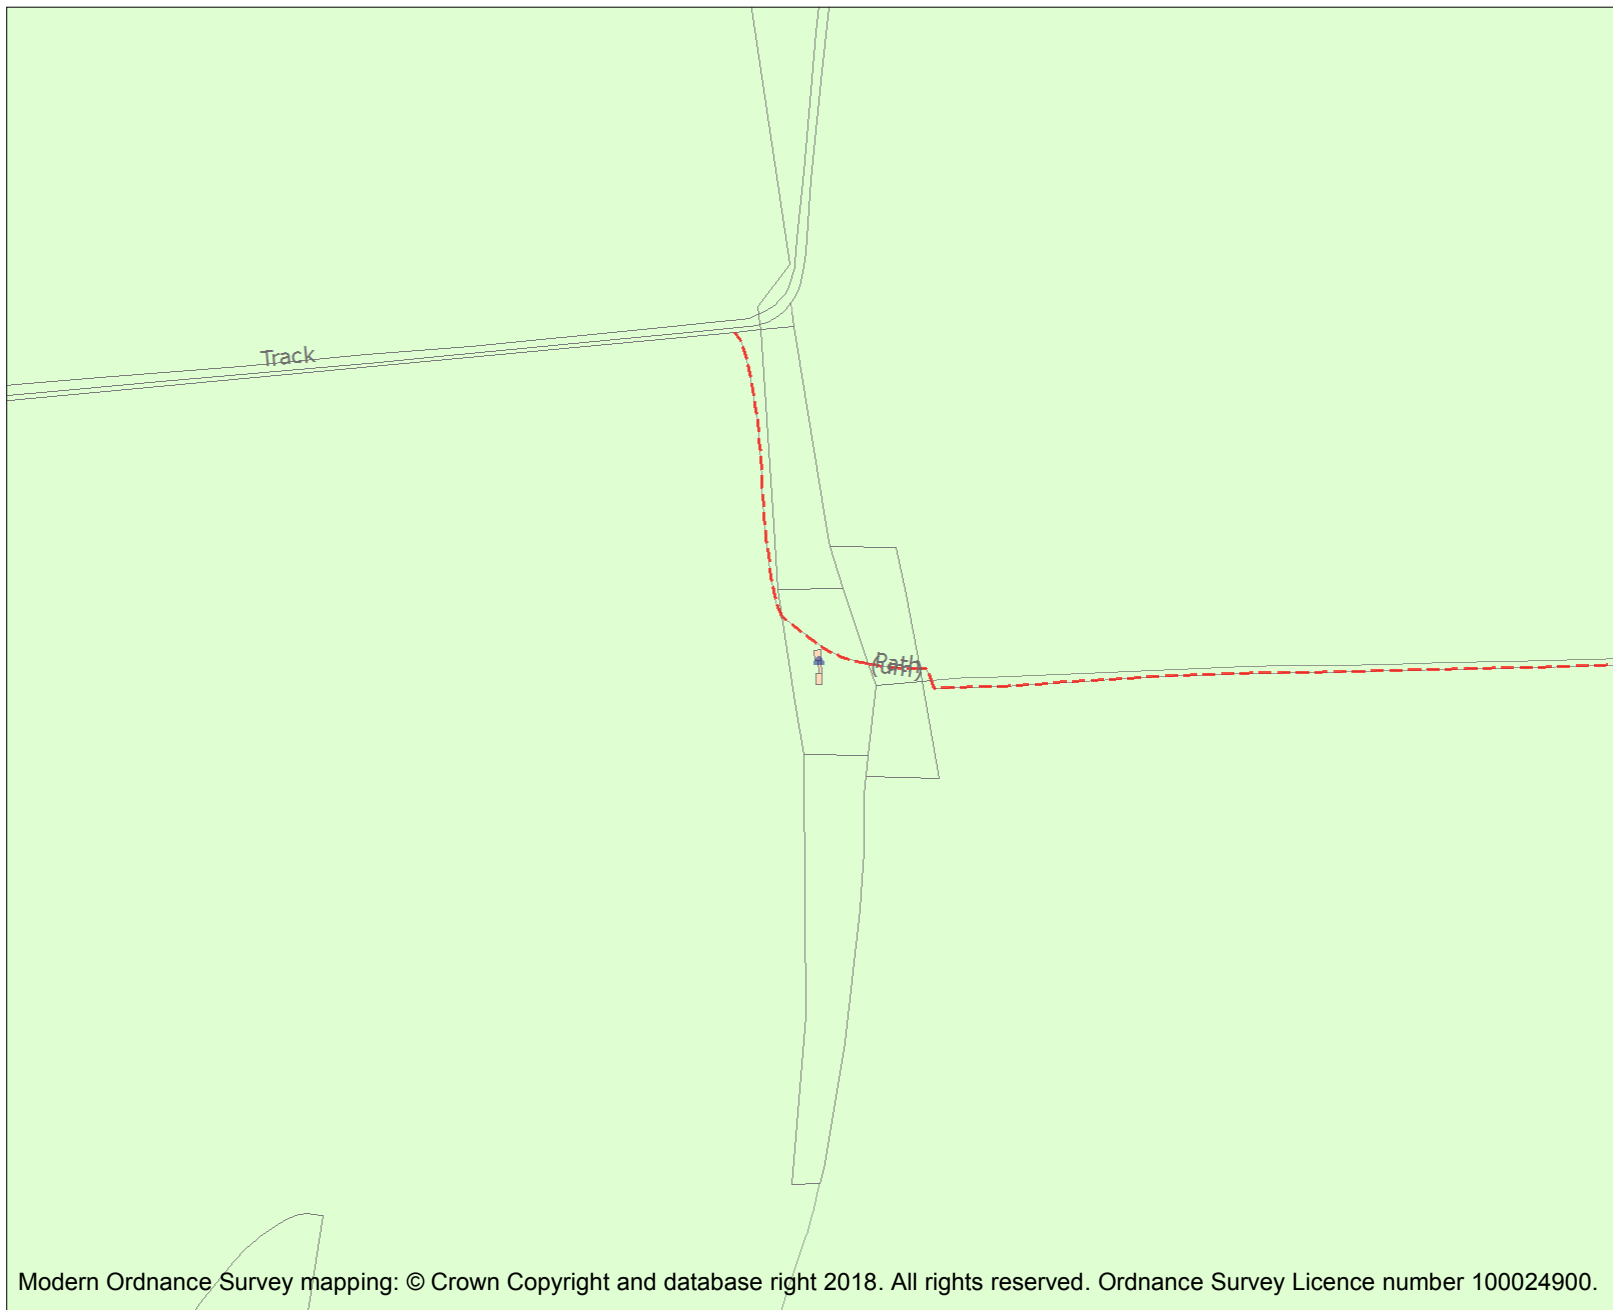 Track
Path
(um)
Modern Ordnance Survey mapping: © Crown Copyright and database right 2018. All rights reserved. Ordnance Survey Licence number 100024900.